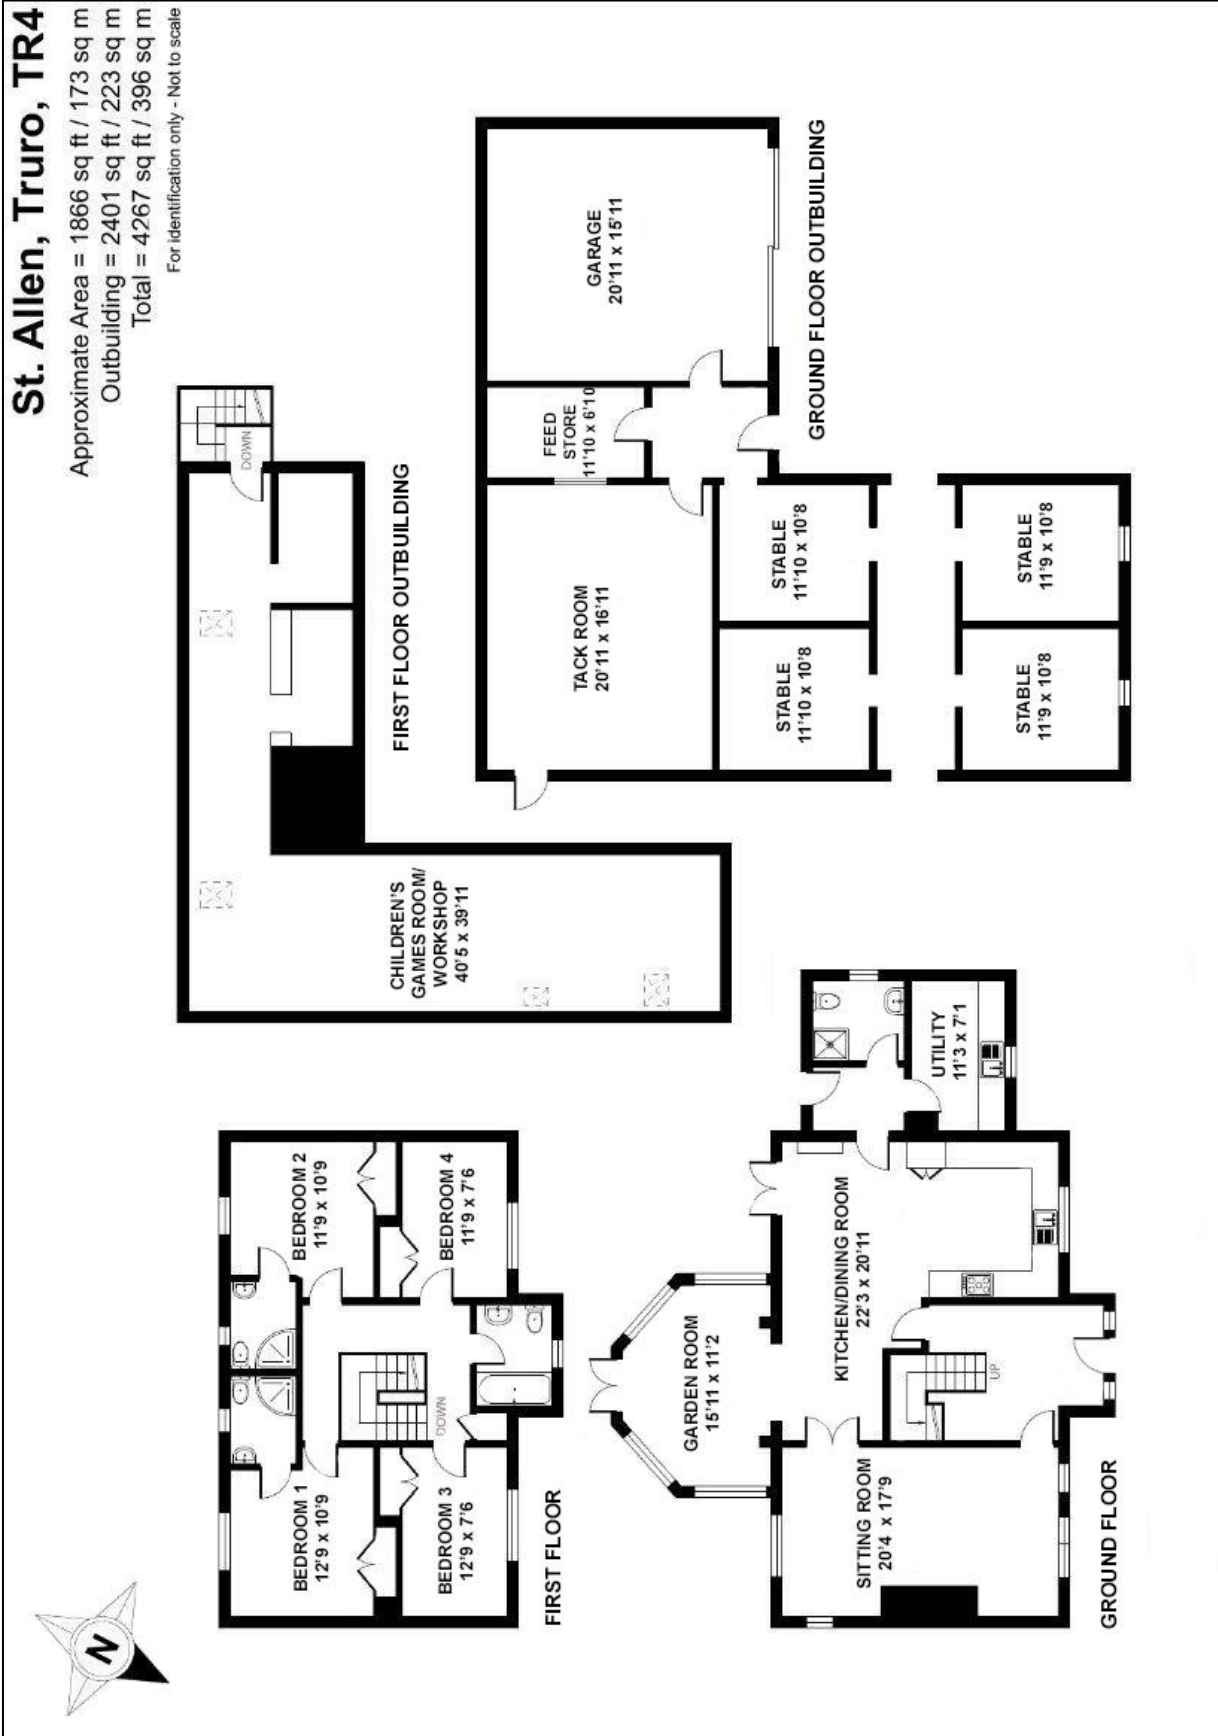 St. Allen, Truro, TR4
Approximate Area = 1866 sq ft / 173 sq m
Outbuilding = 2401 sq ft / 223 sq m
Total = 4267 sq ft / 396 sq m
For identification only - Not to scale
N
BEDROOM 1
12'9 x 10'9
BEDROOM 2
11'9 x 10'9
BEDROOM 3
12'9 x 7'6
BEDROOM 4
11'9 x 7'6
DOWN
FIRST FLOOR
CHILDREN'S
GAMES ROOM/
WORKSHOP
40'5 x 39'11
DOWN
FIRST FLOOR OUTBUILDING
GARDEN ROOM
15'11 x 11'2
SITTING ROOM
20'4 x 17'9
KITCHEN/DINING ROOM
22'3 x 20'11
UTILITY
11'3 x 7'1
UP
GROUND FLOOR
TACK ROOM
20'11 x 16'11
FEED
STORE
11'10 x 6'10
GARAGE
20'11 x 15'11
STABLE
11'10 x 10'8
STABLE
11'10 x 10'8
STABLE
11'9 x 10'8
STABLE
11'9 x 10'8
GROUND FLOOR OUTBUILDING